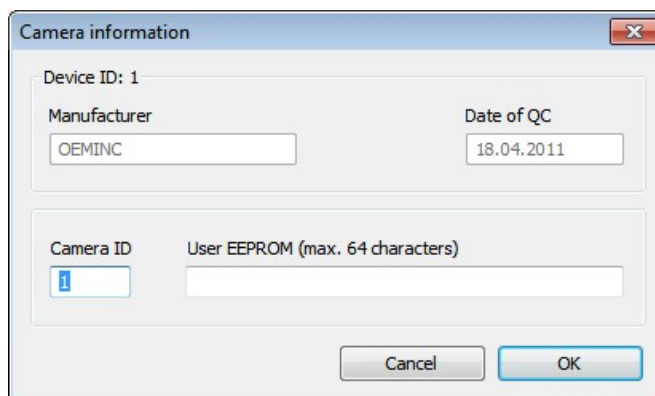 Camera information
Device ID: 1
Manufacturer Date of QC
OEMINC 18.04.2011
Camera ID User EEPROM (max. 64 characters)
1
Cancel OK